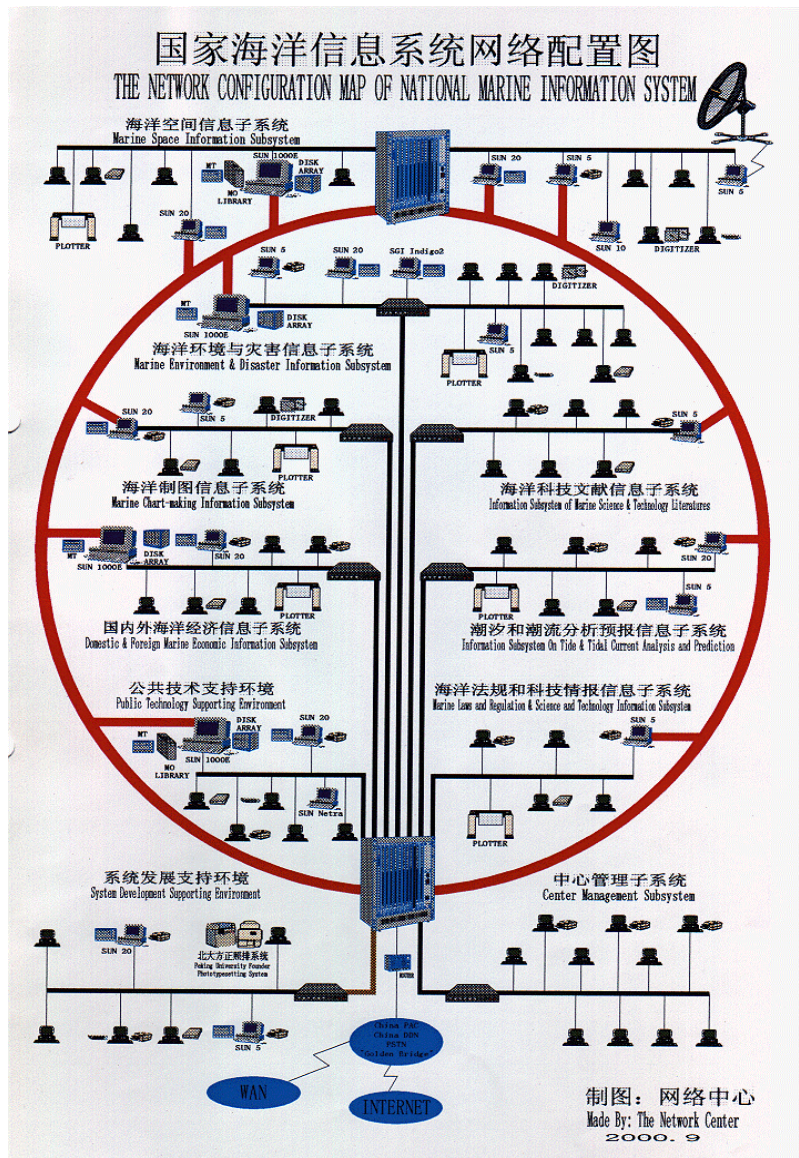 国家海洋信息系统网络配置图
THE NETWORK CONFIGURATION MAP OF NATIONAL MARINE INFORMATION SYSTEM
海洋空间信息子系统
Marine Space Information Subsystem
SUN 1000E
MT
MO
LIBRARY
DISK
ARRAY
SUN 20
SUN 5
SUN 5
PLOTTER
SUN 20
SUN 10
DIGITIZER
SUN 5
SUN 20
SGI Indigo2
DIGITIZER
MT
SUN 1000E
DISK
ARRAY
SUN 5
PLOTTER
海洋环境与灾害信息子系统
Marine Environment & Disaster Information Subsystem
SUN 20
SUN 5
DIGITIZER
PLOTTER
SUN 5
海洋制图信息子系统
Marine Chart-making Information Subsystem
海洋科技文献信息子系统
Information Subsystem of Marine Science & Technology Literatures
MT
SUN 1000E
DISK
ARRAY
SUN 20
PLOTTER
SUN 20
SUN 5
PLOTTER
国内外海洋经济信息子系统
Domestic & Foreign Marine Economic Information Subsystem
潮汐和潮流分析预报信息子系统
Information Subsystem On Tide & Tidal Current Analysis and Prediction
公共技术支持环境
Public Technology Supporting Environment
海洋法规和科技情报信息子系统
Marine Laws and Regulation & Science and Technology Information Subsystem
MT
MO
LIBRARY
SUN 1000E
DISK
ARRAY
SUN 20
SUN Netra
SUN 5
PLOTTER
系统发展支持环境
System Development Supporting Environment
中心管理子系统
Center Management Subsystem
SUN 20
北大方正照排系统
Peking University Founder
Phototypesetting System
SUN 5
ROUTER
China PAC
China DDN
PSTN
"Golden Bridge"
WAN
INTERNET
制图：网络中心
Made By: The Network Center
2000.9